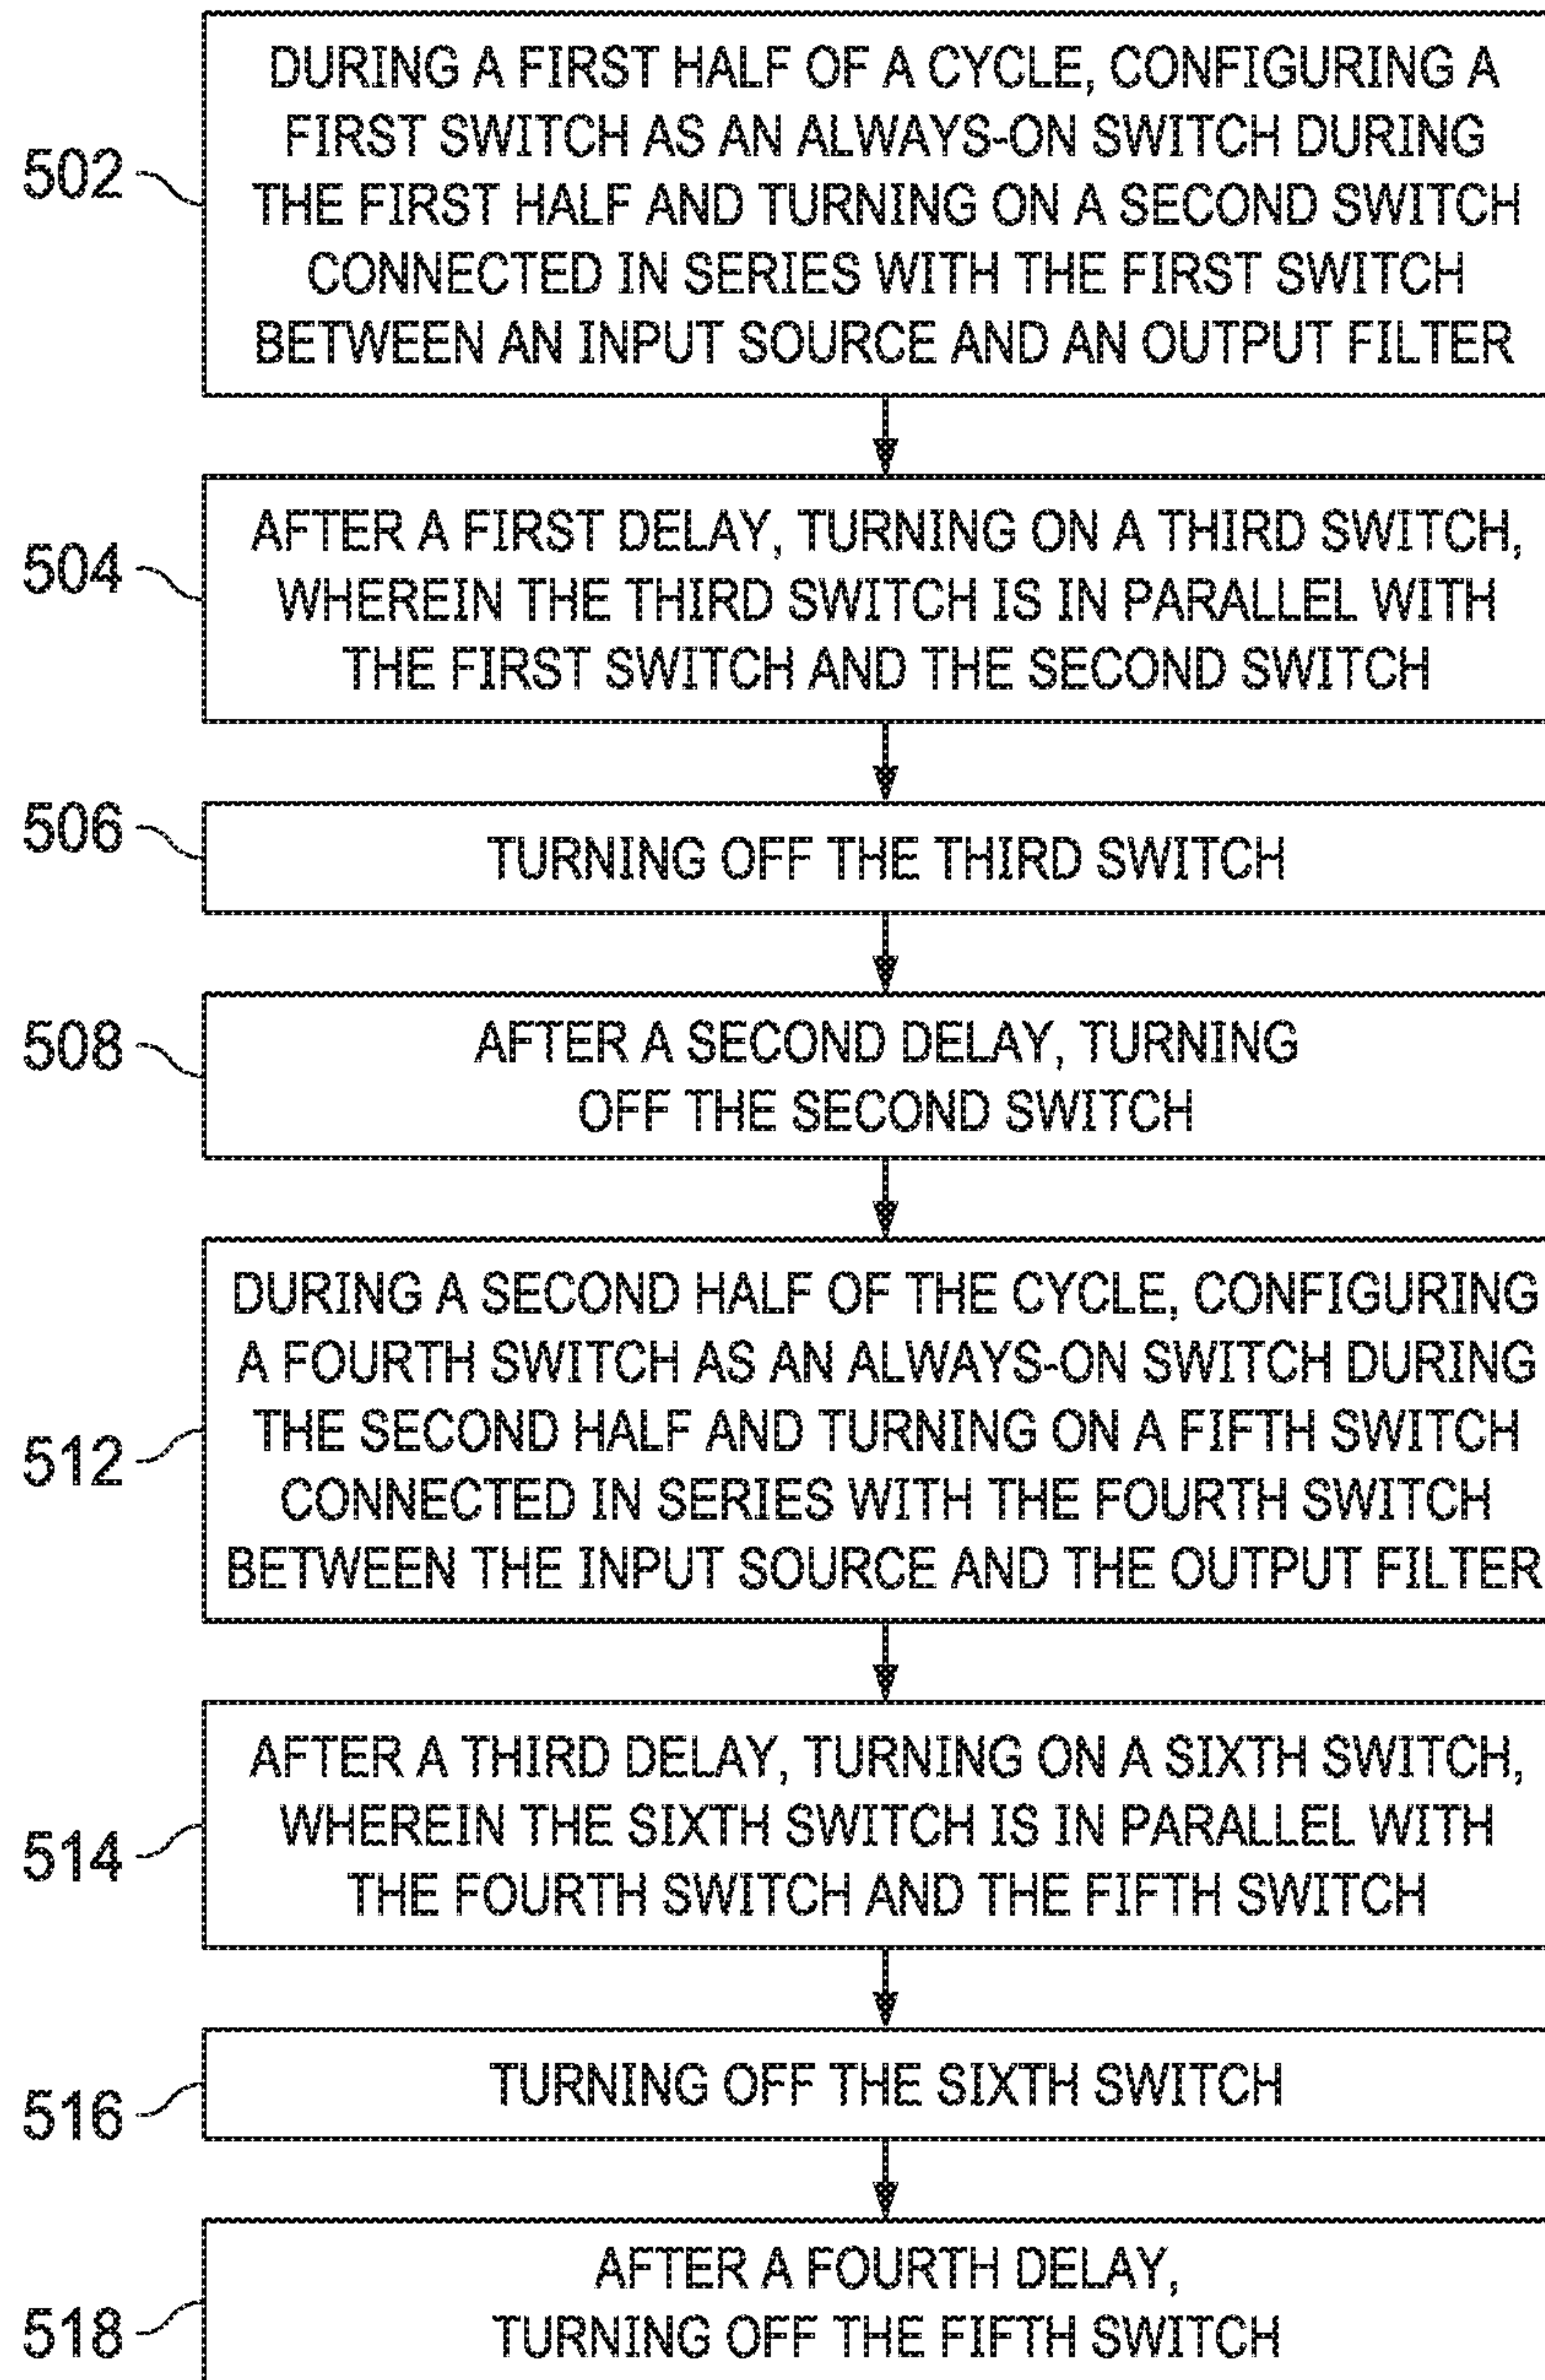 502
DURING A FIRST HALF OF A CYCLE, CONFIGURING A
FIRST SWITCH AS AN ALWAYS-ON SWITCH DURING
THE FIRST HALF AND TURNING ON A SECOND SWITCH
CONNECTED IN SERIES WITH THE FIRST SWITCH
BETWEEN AN INPUT SOURCE AND AN OUTPUT FILTER
504
AFTER A FIRST DELAY, TURNING ON A THIRD SWITCH,
WHEREIN THE THIRD SWITCH IS IN PARALLEL WITH
THE FIRST SWITCH AND THE SECOND SWITCH
506
TURNING OFF THE THIRD SWITCH
508
AFTER A SECOND DELAY, TURNING
OFF THE SECOND SWITCH
512
DURING A SECOND HALF OF THE CYCLE, CONFIGURING
A FOURTH SWITCH AS AN ALWAYS-ON SWITCH DURING
THE SECOND HALF AND TURNING ON A FIFTH SWITCH
CONNECTED IN SERIES WITH THE FOURTH SWITCH
BETWEEN THE INPUT SOURCE AND THE OUTPUT FILTER
514
AFTER A THIRD DELAY, TURNING ON A SIXTH SWITCH,
WHEREIN THE SIXTH SWITCH IS IN PARALLEL WITH
THE FOURTH SWITCH AND THE FIFTH SWITCH
516
TURNING OFF THE SIXTH SWITCH
518
AFTER A FOURTH DELAY,
TURNING OFF THE FIFTH SWITCH